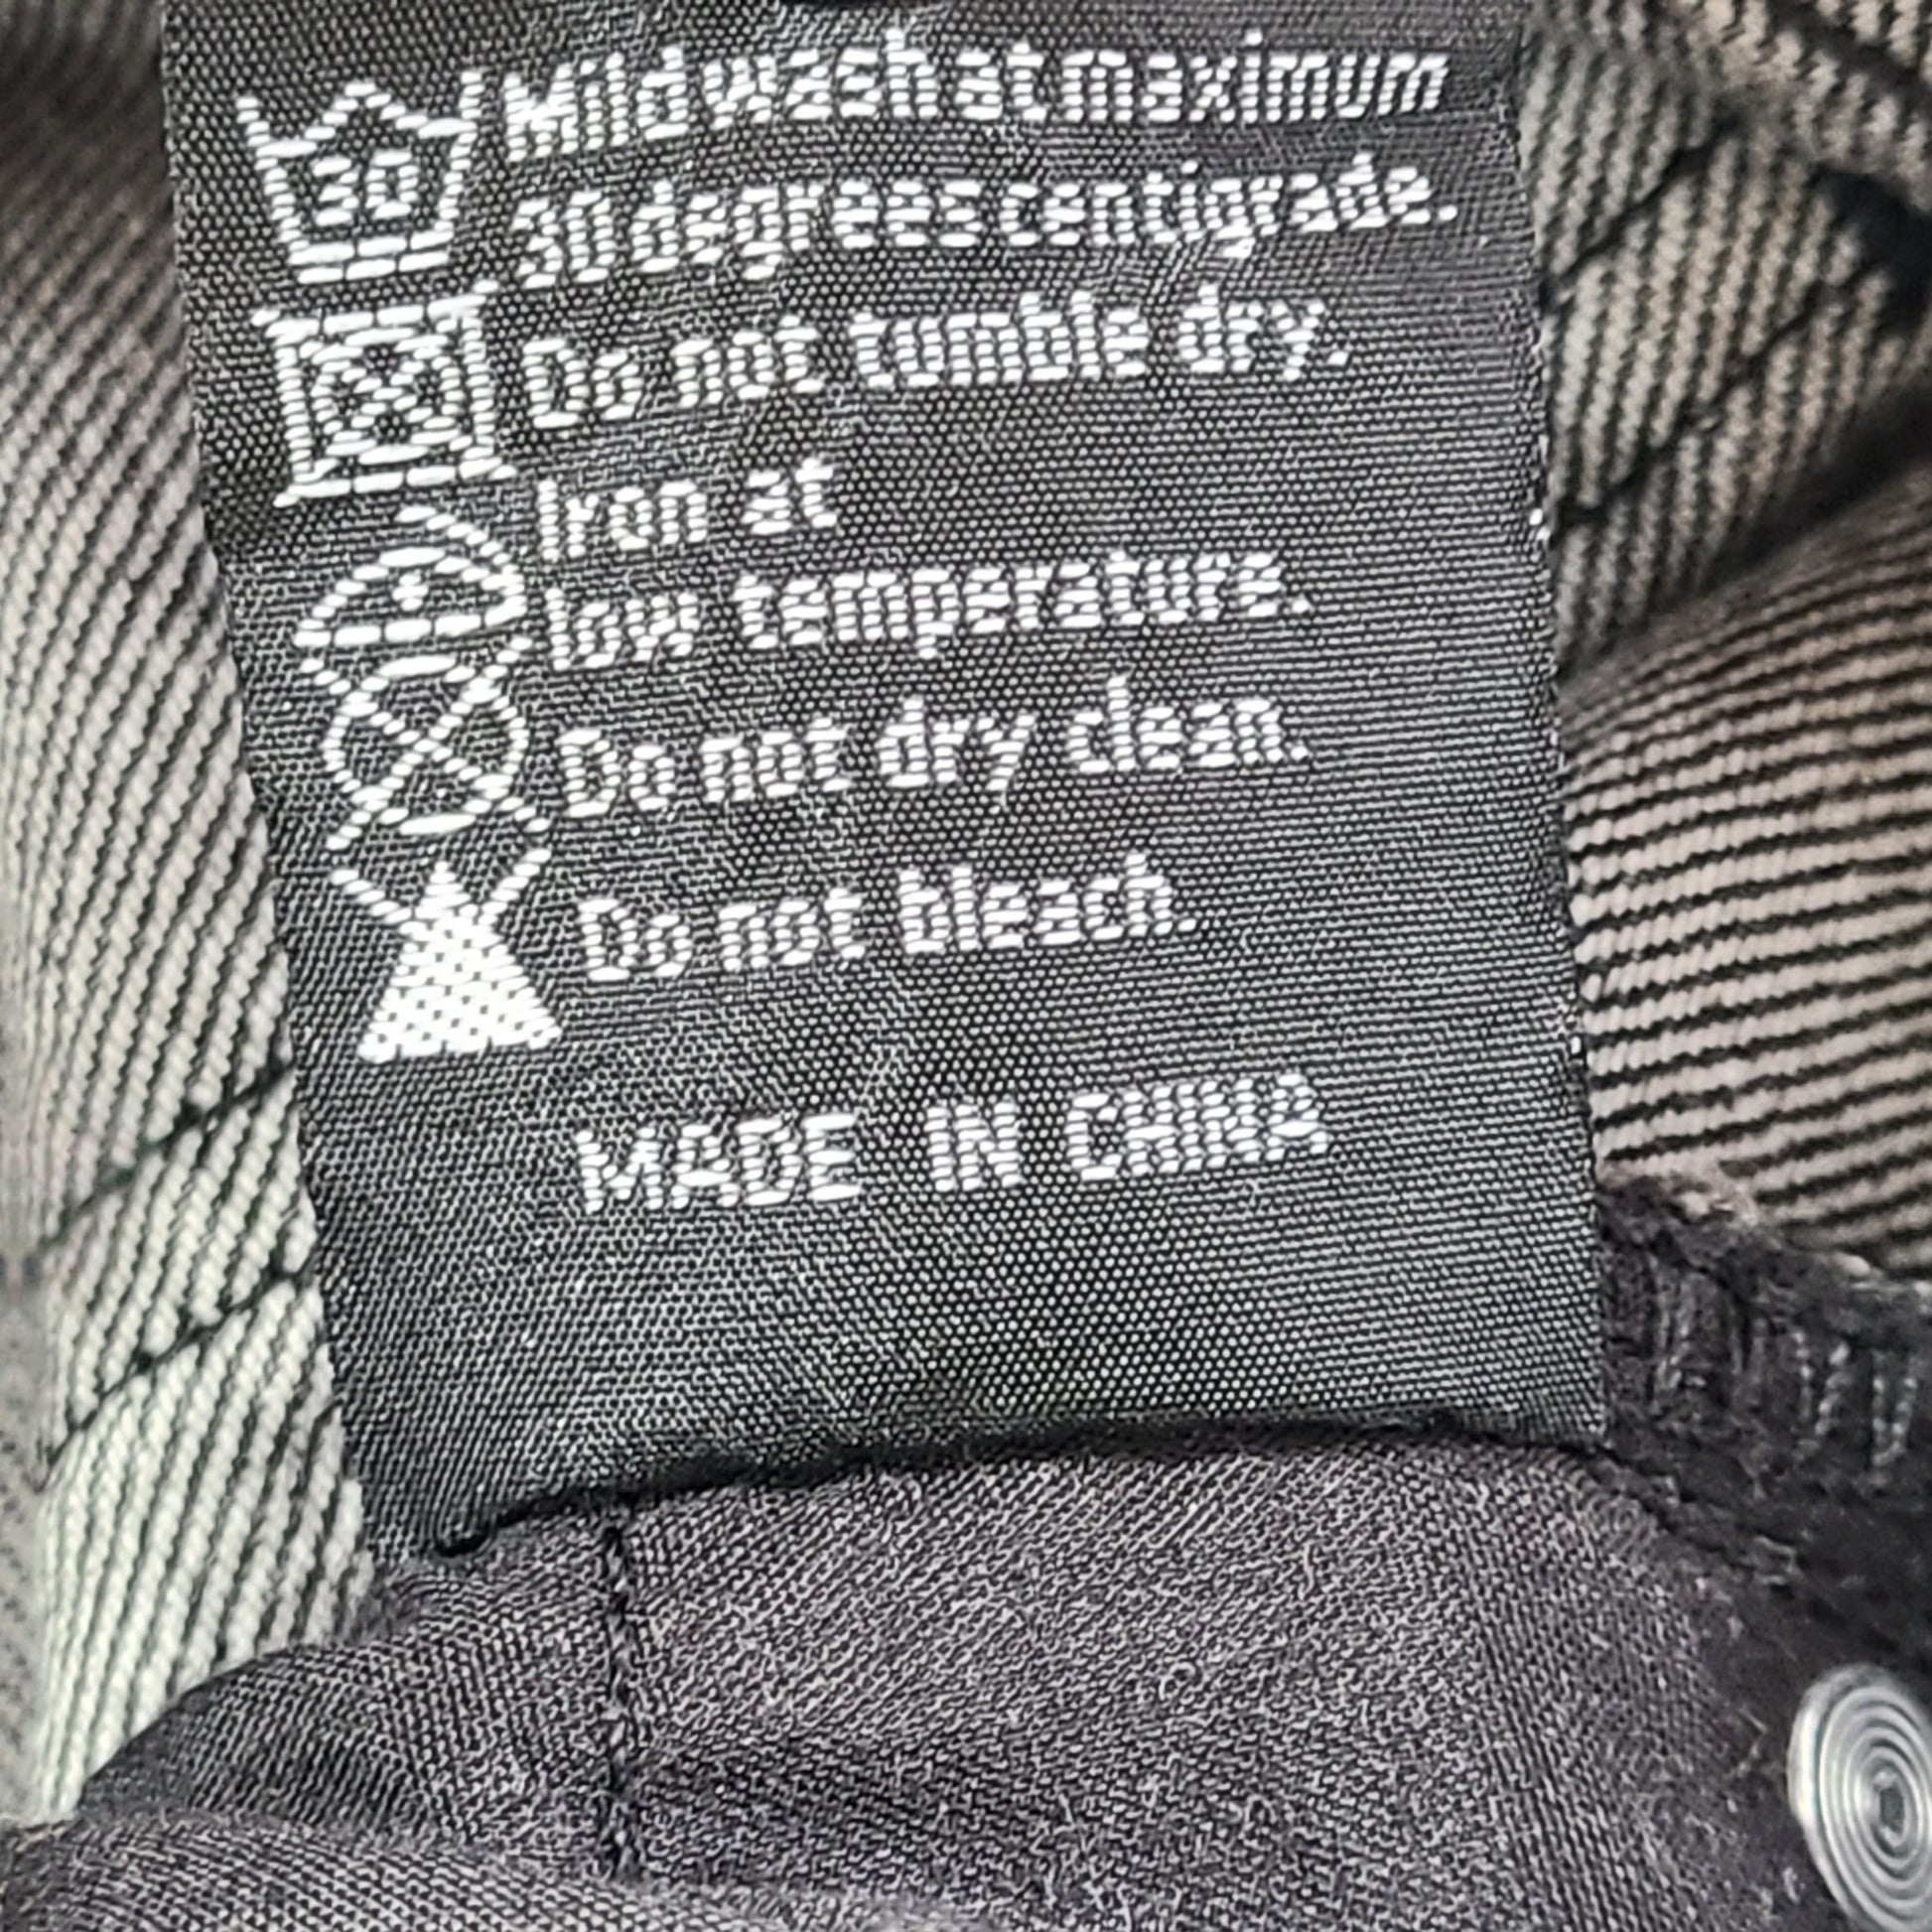 30 Mild wash at maximum
30 degrees centigrade.
Do not tumble dry.
Iron at
low temperature.
Do not dry clean.
Do not bleach.
MADE IN CHINA